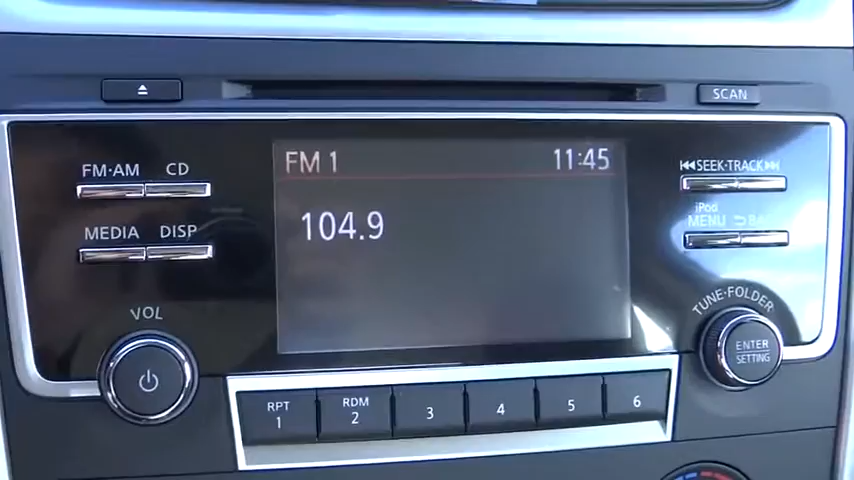 SCAN
FM·AM CD
FM 1 11:45
SEEK·TRACK
MEDIA DISP
104.9
iPod
MENU
VOL
TUNE·FOLDER
ENTER
SETTING
RPT RDM
1 2 3 4 5 6